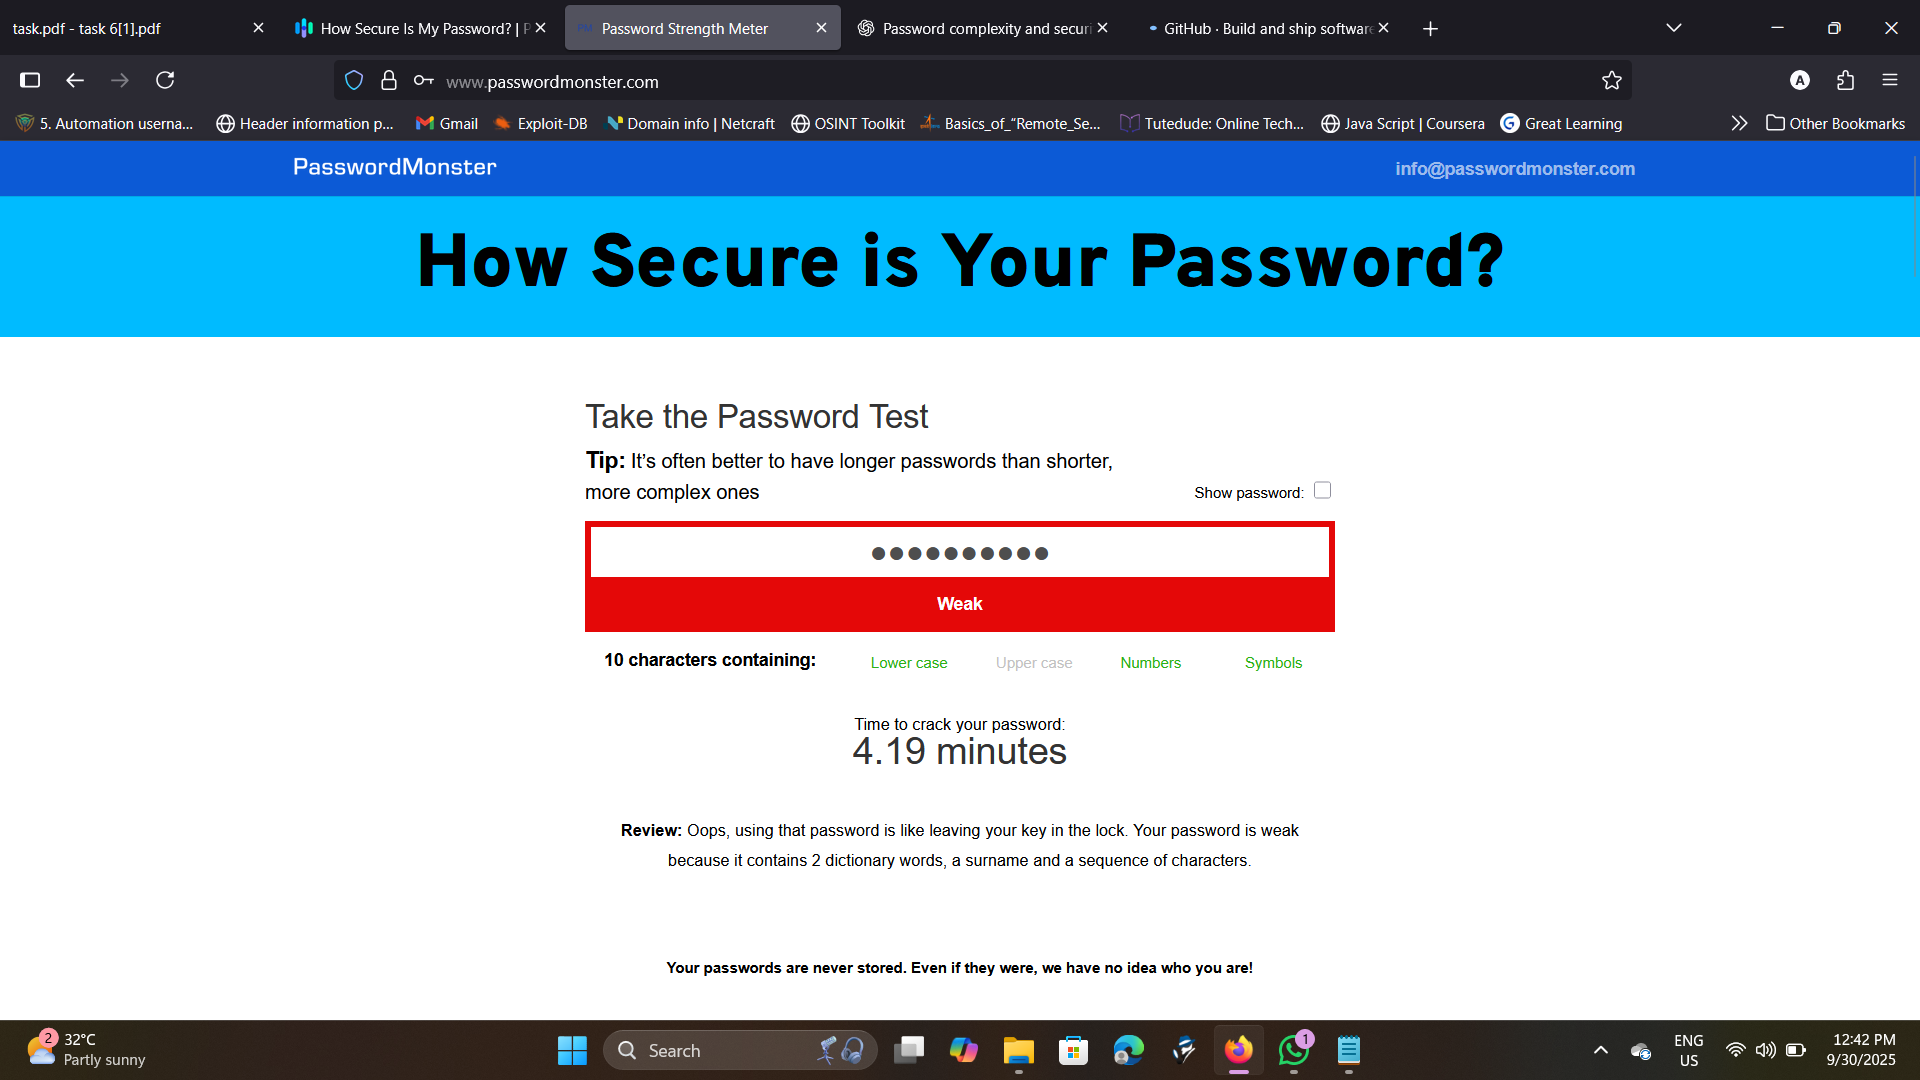 task.pdf - task 6[1].pdf
How Secure Is My Password? | P
Password Strength Meter
Password complexity and securi
GitHub · Build and ship software
www.passwordmonster.com
A
5. Automation userna...
Header information p...
Gmail
Exploit-DB
Domain info | Netcraft
OSINT Toolkit
Basics_of_“Remote_Se...
Tutedude: Online Tech...
Java Script | Coursera
Great Learning
Other Bookmarks
PasswordMonster
info@passwordmonster.com
How Secure is Your Password?
Take the Password Test
Tip: It’s often better to have longer passwords than shorter,
more complex ones
Show password:
Weak
10 characters containing:
Lower case
Upper case
Numbers
Symbols
Time to crack your password:
4.19 minutes
Review: Oops, using that password is like leaving your key in the lock. Your password is weak
because it contains 2 dictionary words, a surname and a sequence of characters.
Your passwords are never stored. Even if they were, we have no idea who you are!
2
32°C
Partly sunny
Search
1
ENG
US
12:42 PM
9/30/2025